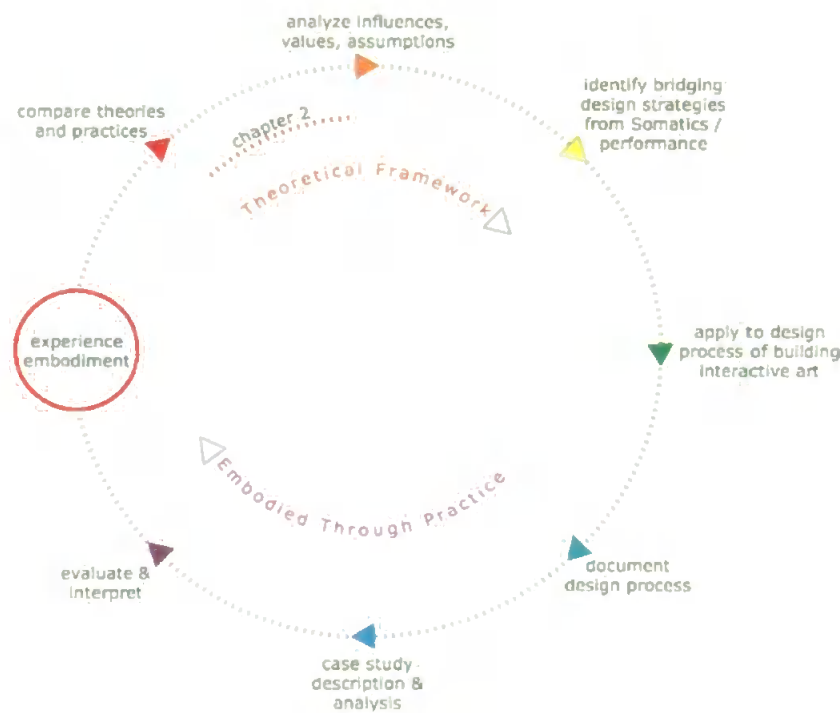 analyze influences,
values, assumptions
identify bridging
design strategies
from Somatics /
performance
compare theories
and practices
chapter 2
Theoretical Framework
experience
embodiment
apply to design
process of building
interactive art
Embodied Through Practice
document
design process
evaluate &
interpret
case study
description &
analysis